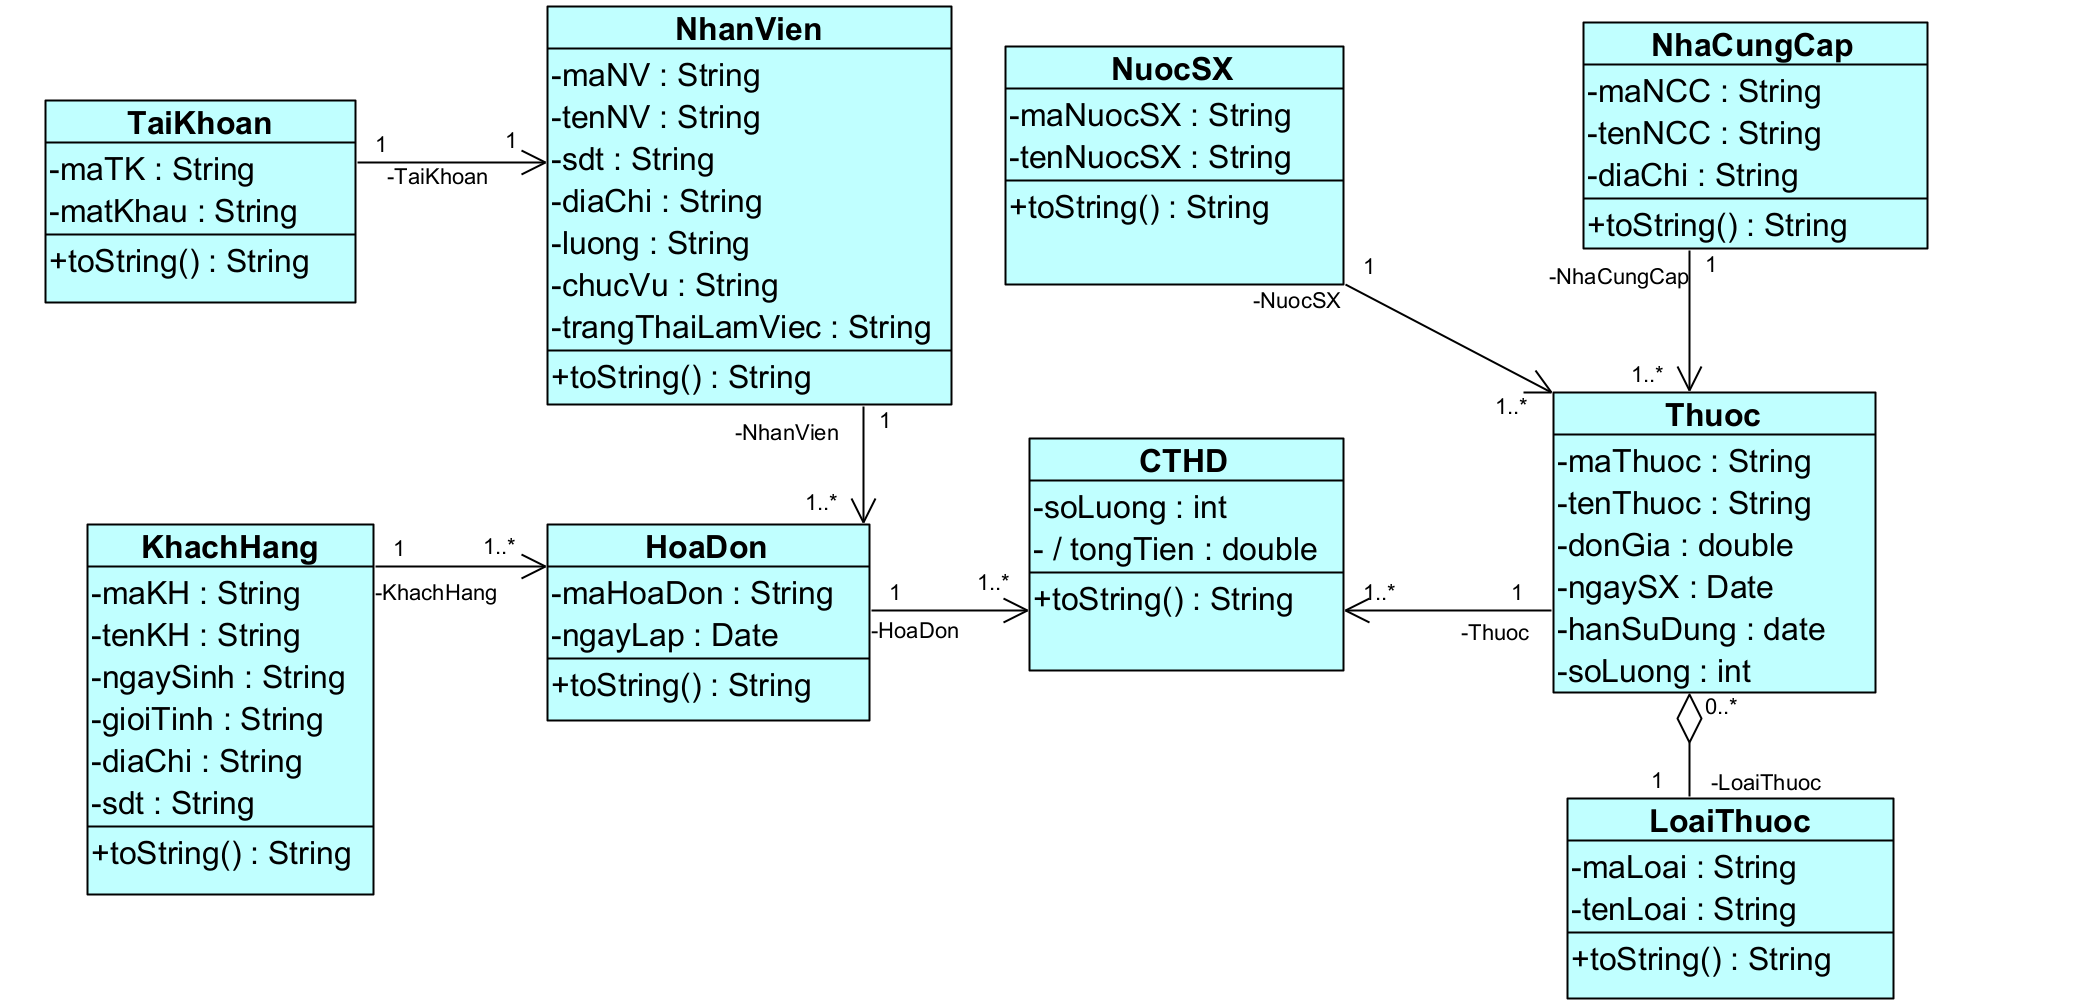 TaiKhoan
-maTK : String
-matKhau : String
+toString() : String
1
1
-TaiKhoan
NhanVien
-maNV : String
-tenNV : String
-sdt : String
-diaChi : String
-luong : String
-chucVu : String
-trangThaiLamViec : String
+toString() : String
-NhanVien
1
1..*
NuocSX
-maNuocSX : String
-tenNuocSX : String
+toString() : String
1
-NuocSX
1..*
NhaCungCap
-maNCC : String
-tenNCC : String
-diaChi : String
+toString() : String
-NhaCungCap
1
1..*
KhachHang
-maKH : String
-tenKH : String
-ngaySinh : String
-gioiTinh : String
-diaChi : String
-sdt : String
+toString() : String
1
1..*
-KhachHang
HoaDon
-maHoaDon : String
-ngayLap : Date
+toString() : String
1
1..*
-HoaDon
CTHD
-soLuong : int
- / tongTien : double
+toString() : String
1..*
1
-Thuoc
Thuoc
-maThuoc : String
-tenThuoc : String
-donGia : double
-ngaySX : Date
-hanSuDung : date
-soLuong : int
0..*
1
-LoaiThuoc
LoaiThuoc
-maLoai : String
-tenLoai : String
+toString() : String